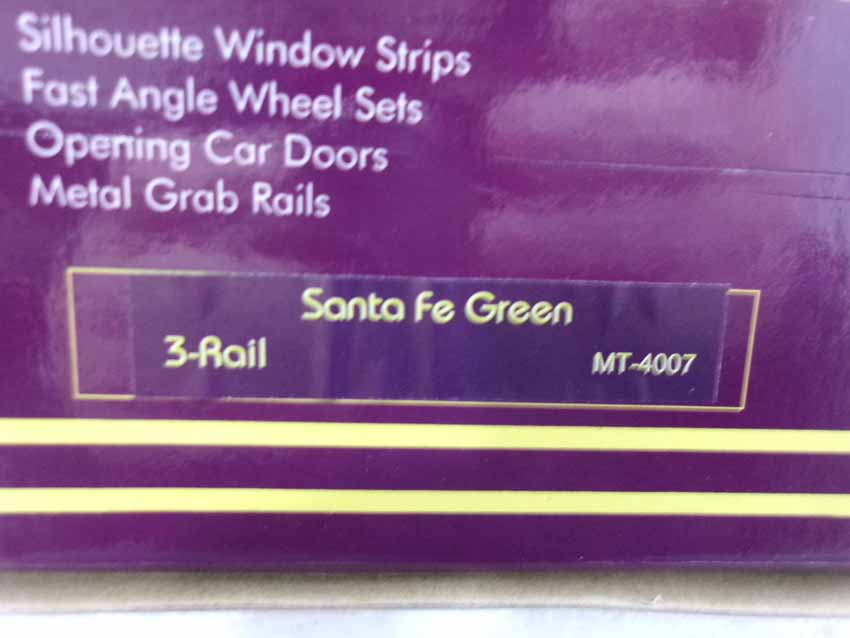 Silhouette Window Strips
Fast Angle Wheel Sets
Opening Car Doors
Metal Grab Rails
Santa Fe Green
3-Rail MT-4007